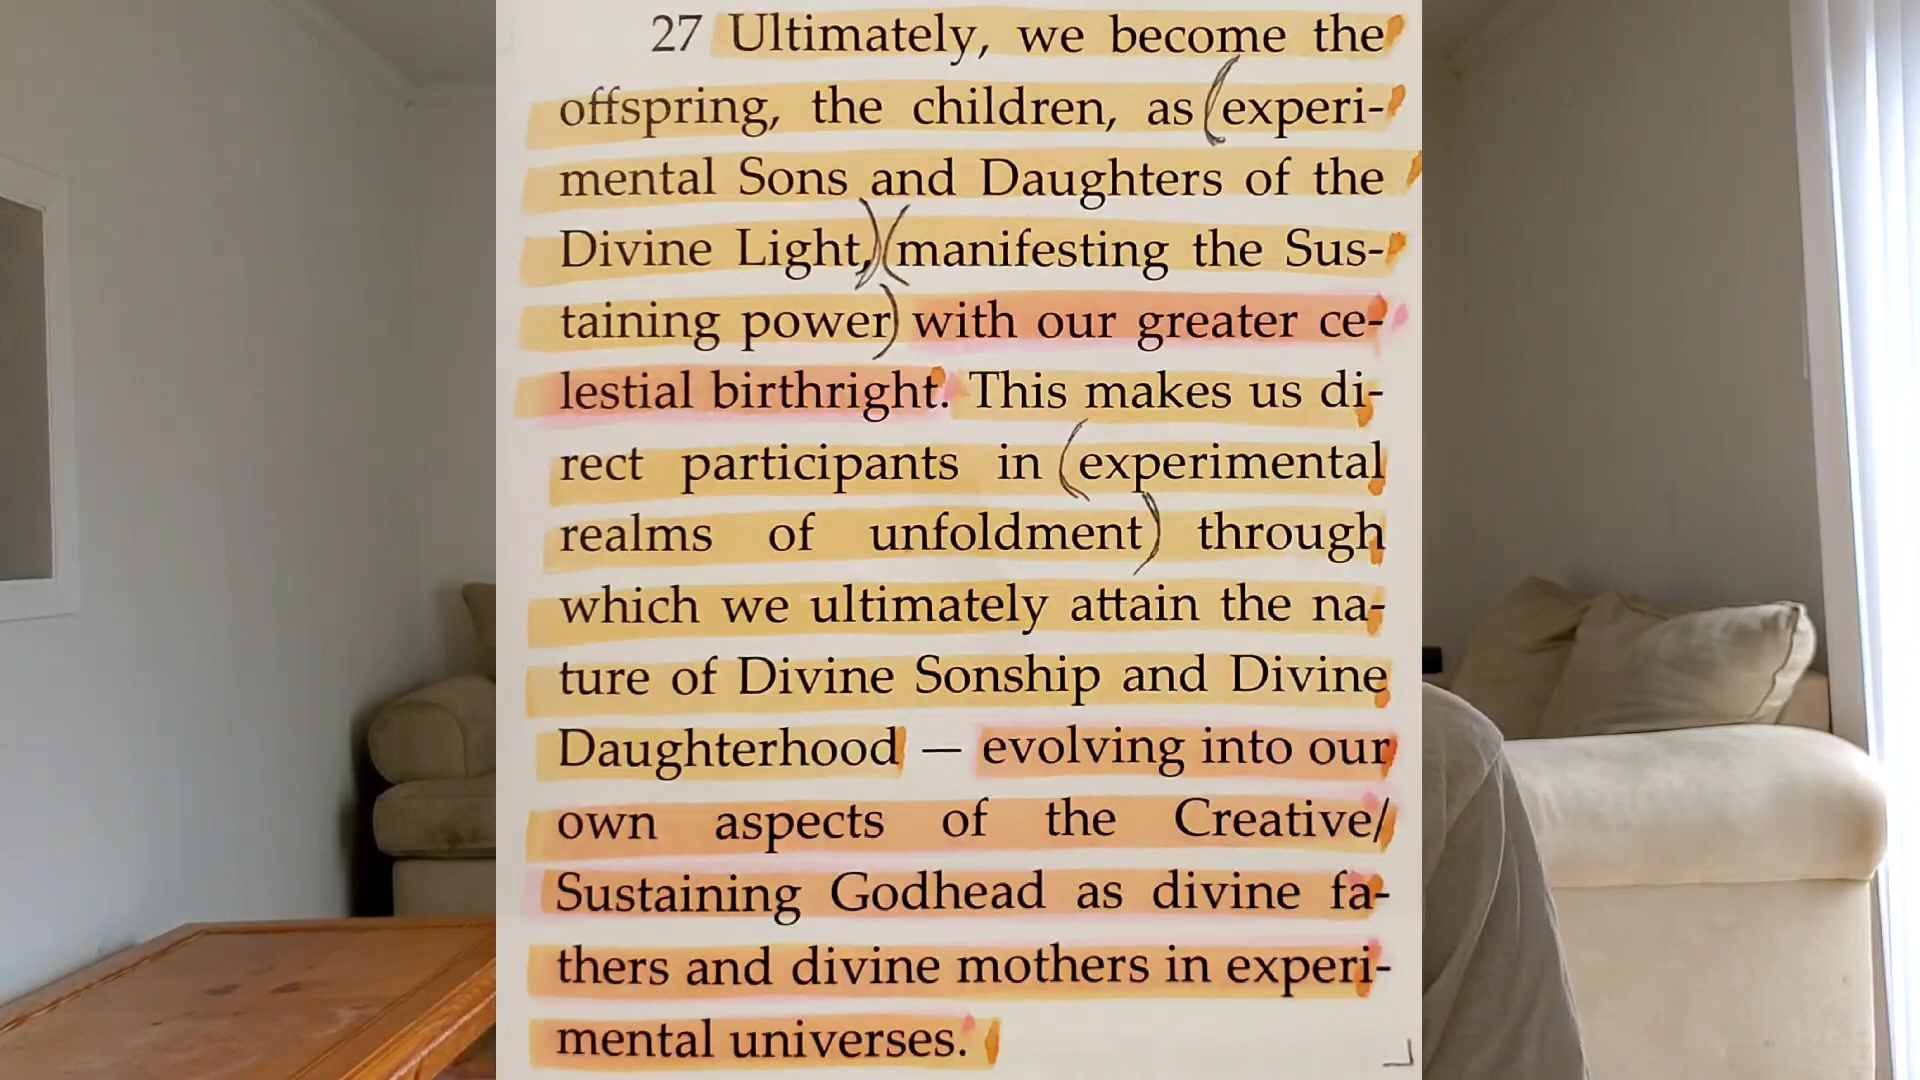 27 Ultimately, we become the
offspring, the children, as (experi-
mental Sons and Daughters of the
Divine Light,)(manifesting the Sus-
taining power) with our greater ce-
lestial birthright. This makes us di-
rect participants in (experimental
realms of unfoldment) through
which we ultimately attain the na-
ture of Divine Sonship and Divine
Daughterhood — evolving into our
own aspects of the Creative/
Sustaining Godhead as divine fa-
thers and divine mothers in experi-
mental universes.